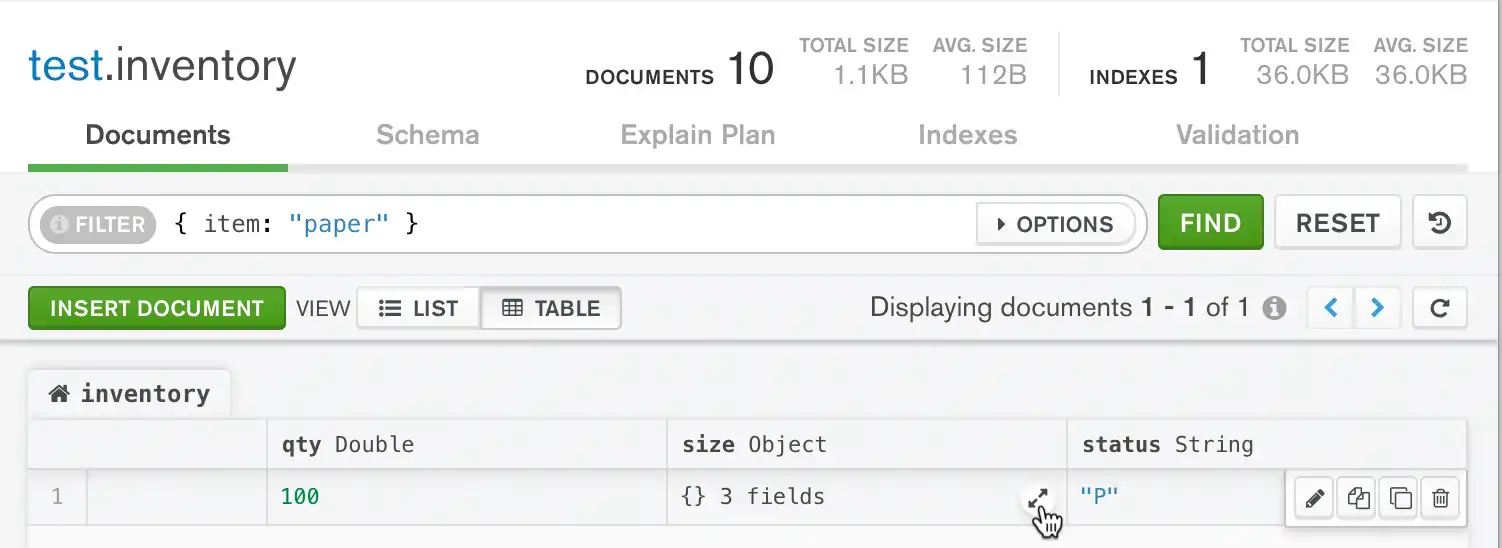 test.inventory
DOCUMENTS 10 TOTAL SIZE 1.1KB AVG. SIZE 112B INDEXES 1 TOTAL SIZE 36.0KB AVG. SIZE 36.0KB
Documents Schema Explain Plan Indexes Validation
FILTER { item: "paper" } OPTIONS FIND RESET
INSERT DOCUMENT VIEW LIST TABLE Displaying documents 1 - 1 of 1
inventory
qty Double size Object status String
1 100 {} 3 fields "P"